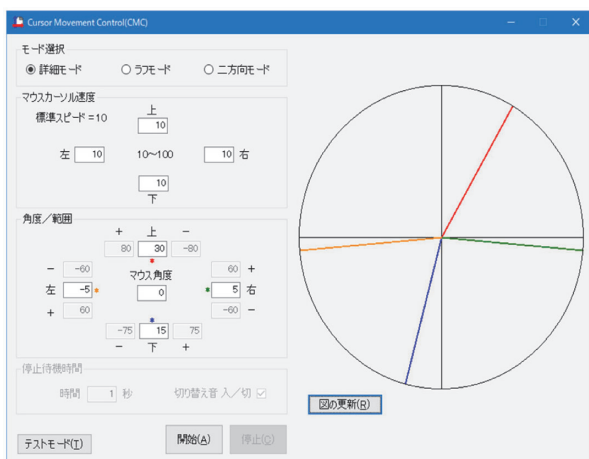 Cursor Movement Control(CMC)
モード選択
詳細モード ラフモード 二方向モード
マウスカーソル速度
標準スピード=10
上
10
左 10 10~100 10 右
10
下
角度/範囲
+ 上 -
80 30 -80
- -60 マウス角度 60 +
左 -5 0 5 右
+ 60 -60 -
-75 15 75
- 下 +
停止待機時間
時間 1 秒 切り替え音 入/切
図の更新(R)
テストモード(T) 開始(A) 停止(Q)